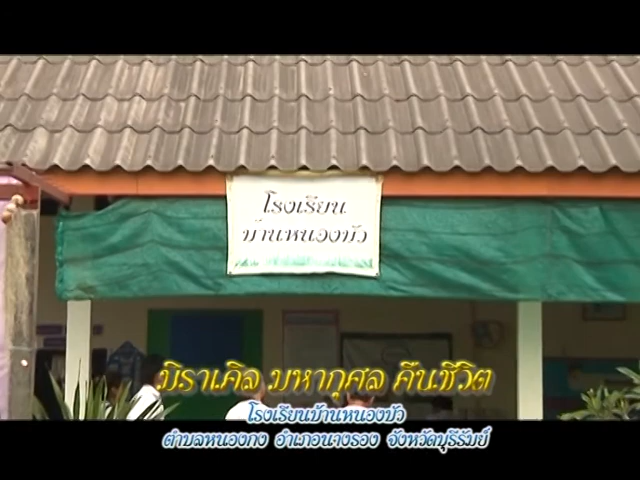 โรงเรียน
บ้านหนองบัว
มิราเคิล มหากุศล คืนชีวิต
โรงเรียนบ้านหนองบัว
ตำบลหนองกง อำเภอนางรอง จังหวัดบุรีรัมย์